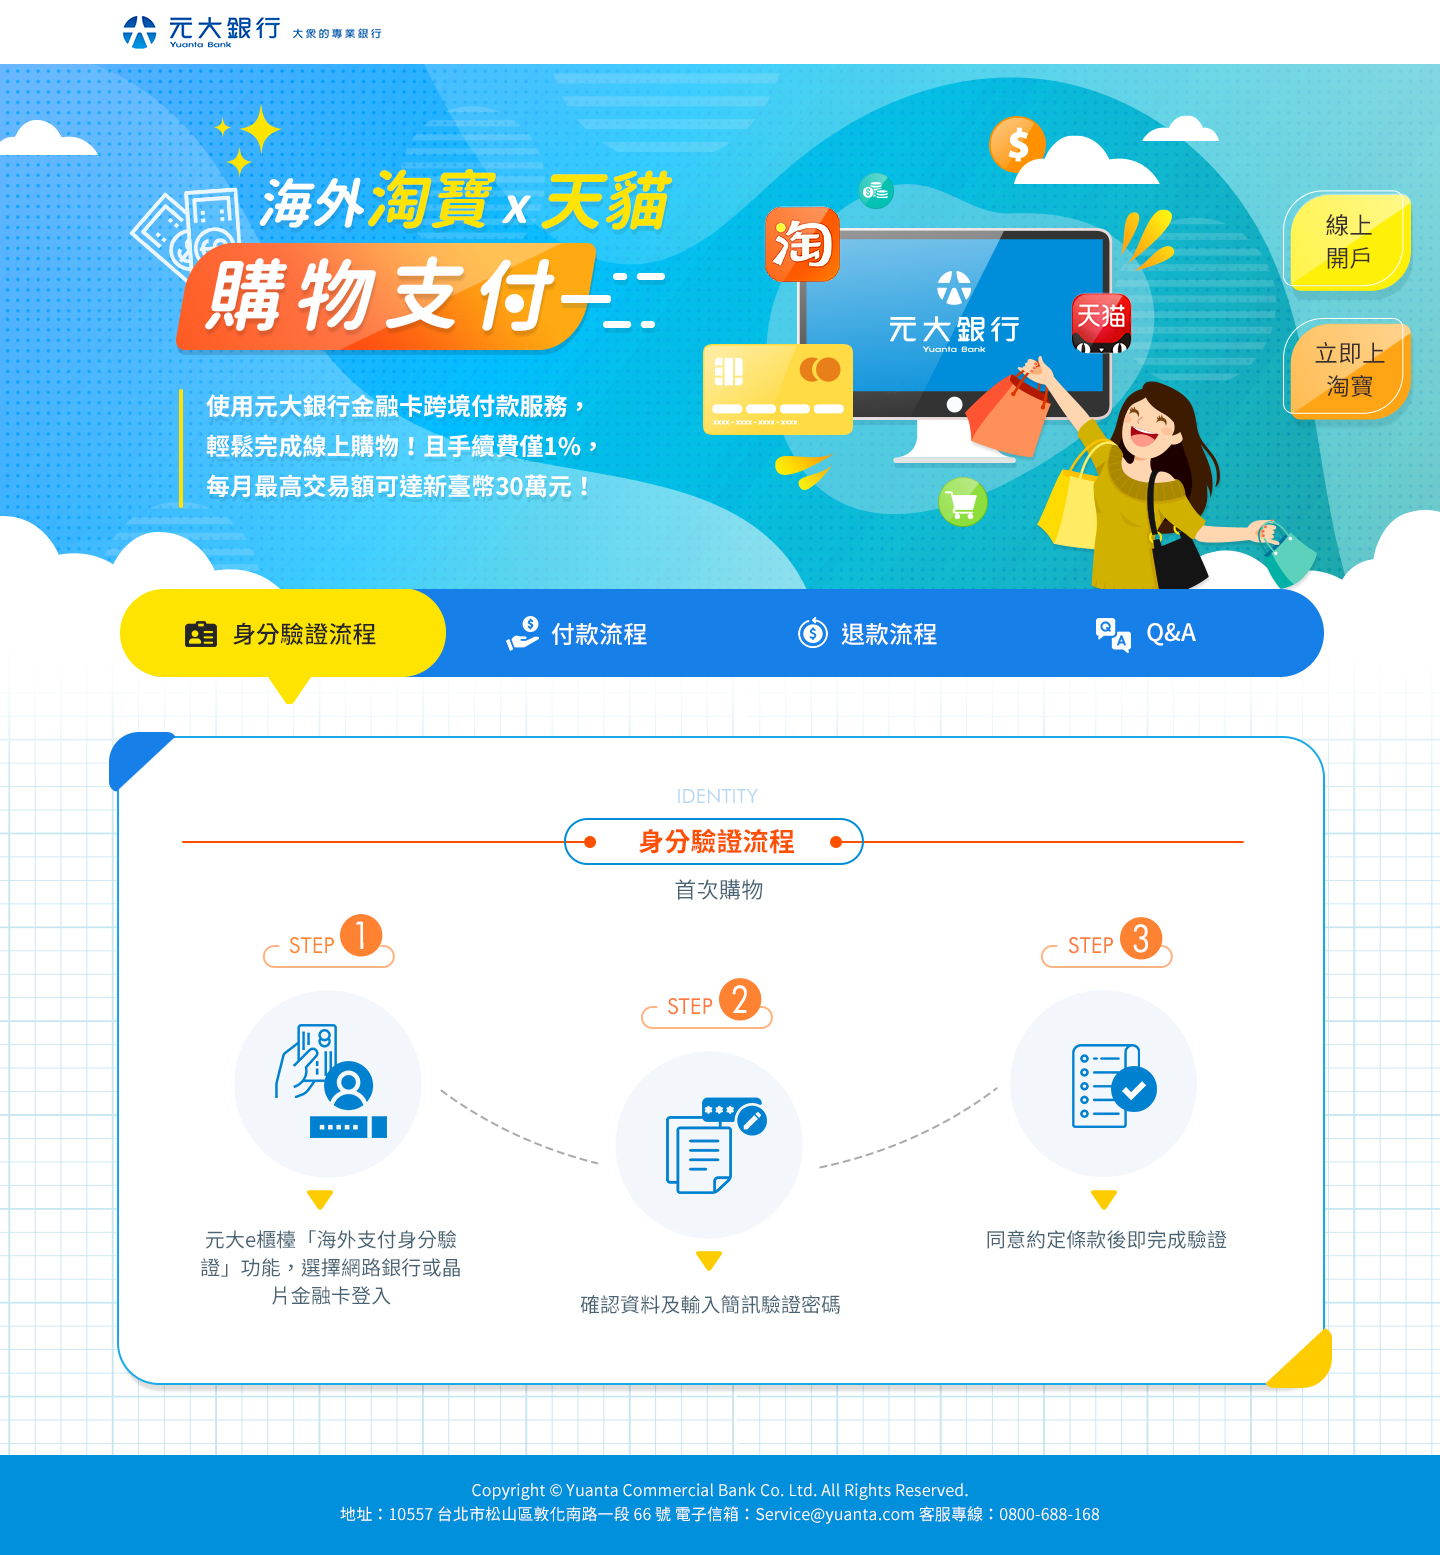 元大銀行 大眾的專業銀行
Yuanta Bank
海外淘寶 x 天貓
購物支付
使用元大銀行金融卡跨境付款服務，
輕鬆完成線上購物！且手續費僅1%，
每月最高交易額可達新臺幣30萬元！
淘
元大銀行
Yuanta Bank
天猫
xxxx - xxxx - xxxx - xxxx
$
線上
開戶
立即上
淘寶
身分驗證流程
付款流程
退款流程
Q&A
IDENTITY
身分驗證流程
首次購物
STEP 1
STEP 2
STEP 3
元大e櫃檯「海外支付身分驗
證」功能，選擇網路銀行或晶
片金融卡登入
確認資料及輸入簡訊驗證密碼
同意約定條款後即完成驗證
Copyright © Yuanta Commercial Bank Co. Ltd. All Rights Reserved.
地址：10557 台北市松山區敦化南路一段 66 號 電子信箱：Service@yuanta.com 客服專線：0800-688-168